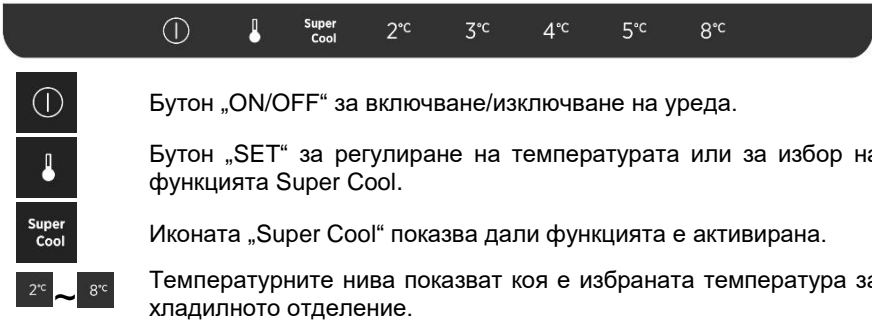 Super Cool 2°C 3°C 4°C 5°C 8°C
Бутон „ON/OFF“ за включване/изключване на уреда.
Бутон „SET“ за регулиране на температурата или за избор на
функцията Super Cool.
Super
Cool
Иконата „Super Cool“ показва дали функцията е активирана.
2°C ~ 8°C
Температурните нива показват коя е избраната температура за
хладилното отделение.